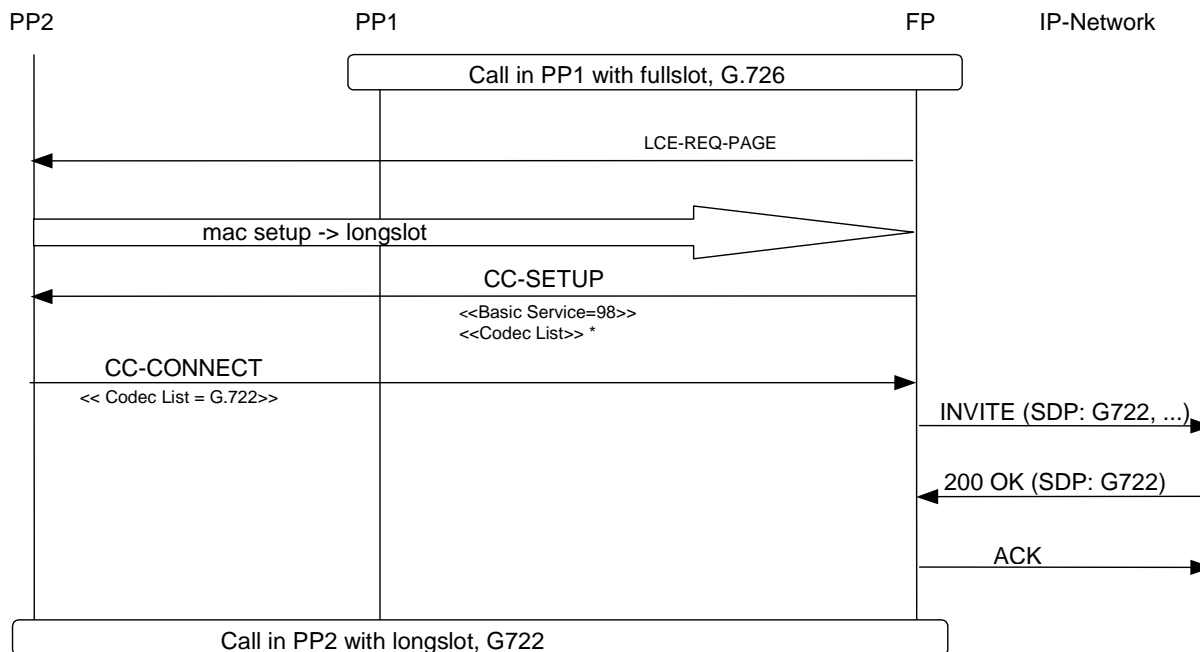 PP2 PP1 FP IP-Network
Call in PP1 with fullslot, G.726
LCE-REQ-PAGE
mac setup -> longslot
CC-SETUP
<<Basic Service=98>>
<<Codec List>> *
CC-CONNECT
<< Codec List = G.722>>
INVITE (SDP: G722, ...)
200 OK (SDP: G722)
ACK
Call in PP2 with longslot, G722